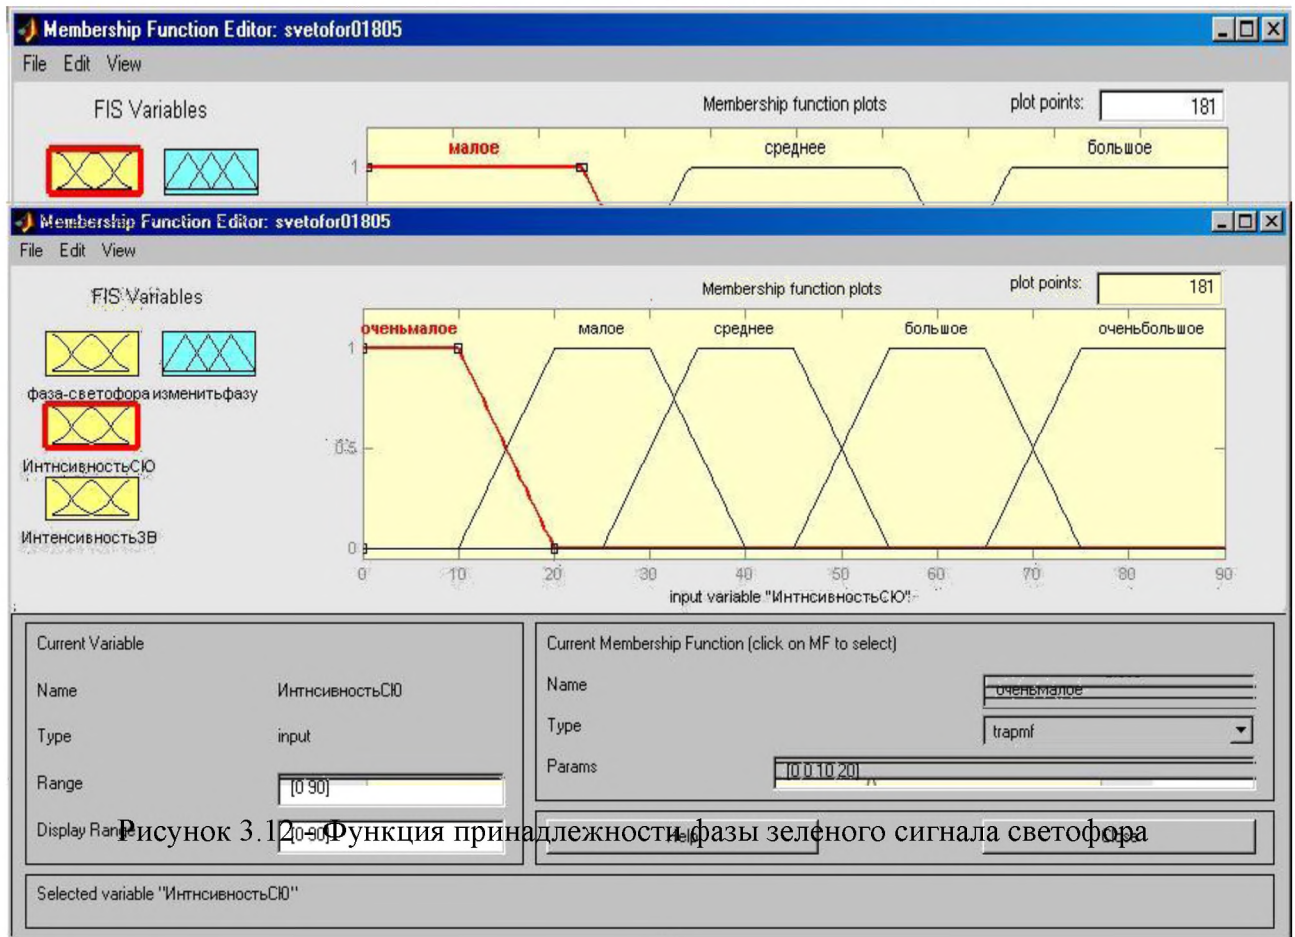 Membership Function Editor: svetofor01805
File Edit View
FIS Variables
Membership function plots
plot points: 181
малое среднее большое
1
Membership Function Editor: svetofor01805
File Edit View
FIS Variables
Membership function plots
plot points: 181
оченьмалое малое среднее большое оченьбольшое
1
0.5
0
0 10 20 30 40 50 60 70 80 90
input variable "ИнтнсивностьСЮ"
фаза-светофора изменитьфазу
ИнтнсивностьСЮ
ИнтенсивностьЗВ
Current Variable
Name ИнтнсивностьСЮ
Type input
Range [0 90]
Display Range [0 90]
Current Membership Function (click on MF to select)
Name оченьмалое
Type trapmf
Params [0 0 10 20]
Help Close
Рисунок 3.12 - Функция принадлежности фазы зеленого сигнала светофора
Selected variable "ИнтнсивностьСЮ"